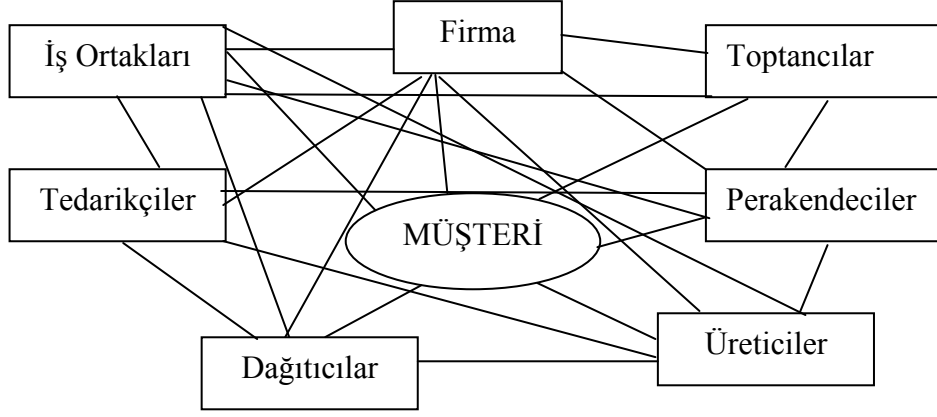 Firma
İş Ortakları
Toptancılar
Tedarikçiler
Perakendeciler
MÜŞTERİ
Üreticiler
Dağıtıcılar